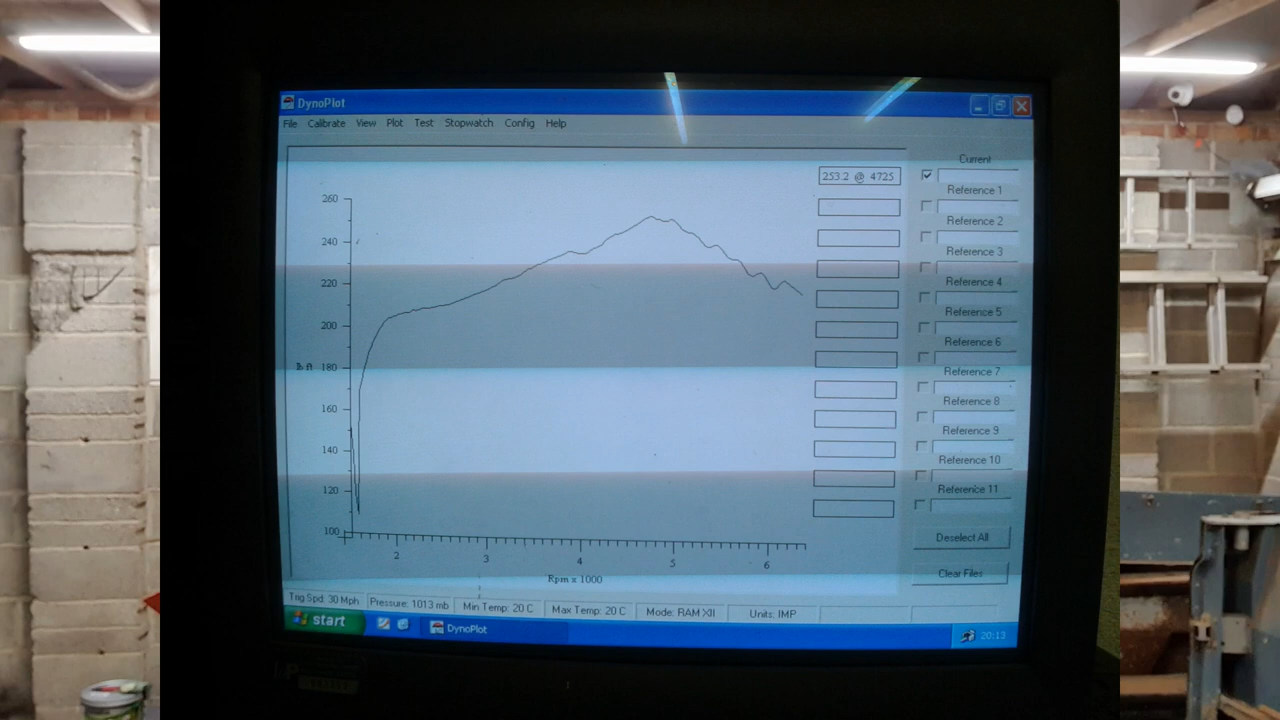 DynoPlot
File Calibrate View Plot Test Stopwatch Config Help
Current
253.2 @ 4725
Reference 1
Reference 2
Reference 3
Reference 4
Reference 5
Reference 6
Reference 7
Reference 8
Reference 9
Reference 10
Reference 11
Deselect All
Clear Files
260
240
220
200
lb ft
180
160
140
120
100
2 3 4 5 6
Rpm x 1000
Trig Spd: 30 Mph Pressure: 1013 mb Min Temp: 20 C Max Temp: 20 C Mode: RAM XII Units: IMP
start DynoPlot 20:13